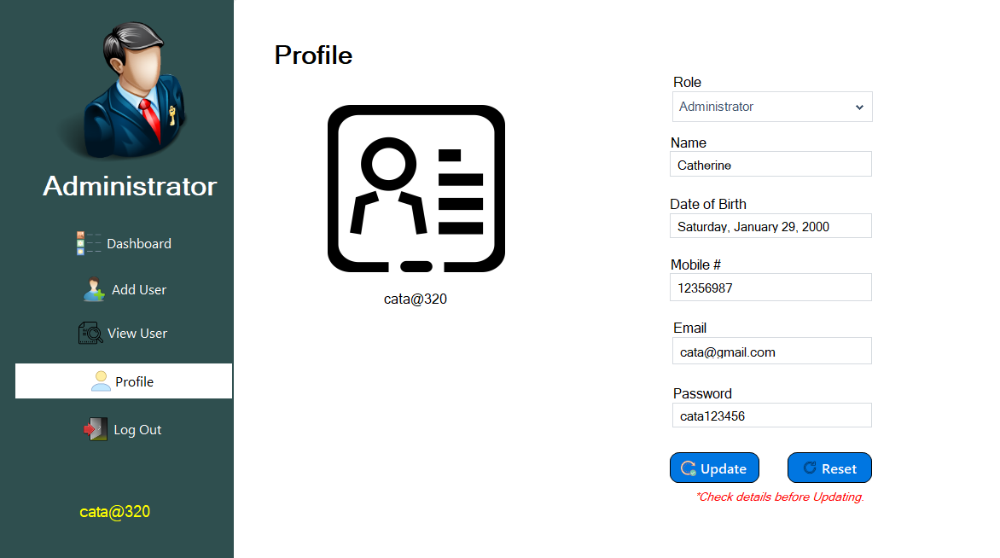 Administrator
Dashboard
Add User
View User
Profile
Log Out
cata@320
Profile
cata@320
Role
Administrator
Name
Catherine
Date of Birth
Saturday, January 29, 2000
Mobile #
12356987
Email
cata@gmail.com
Password
cata123456
Update
Reset
*Check details before Updating.